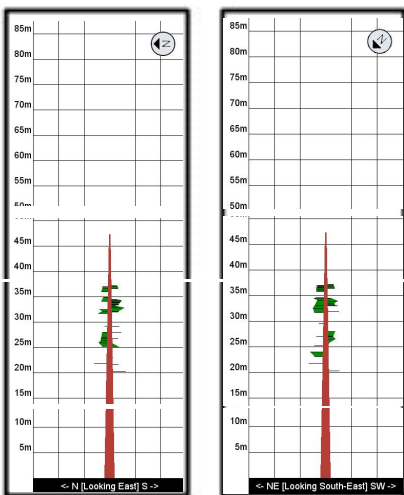 85m
80m
75m
70m
65m
60m
55m
45m
40m
35m
30m
25m
20m
15m
10m
5m
N
<- N [Looking East] S ->
85m
80m
75m
70m
65m
60m
55m
50m
45m
40m
35m
30m
25m
20m
15m
10m
5m
N
<- NE [Looking South-East] SW ->